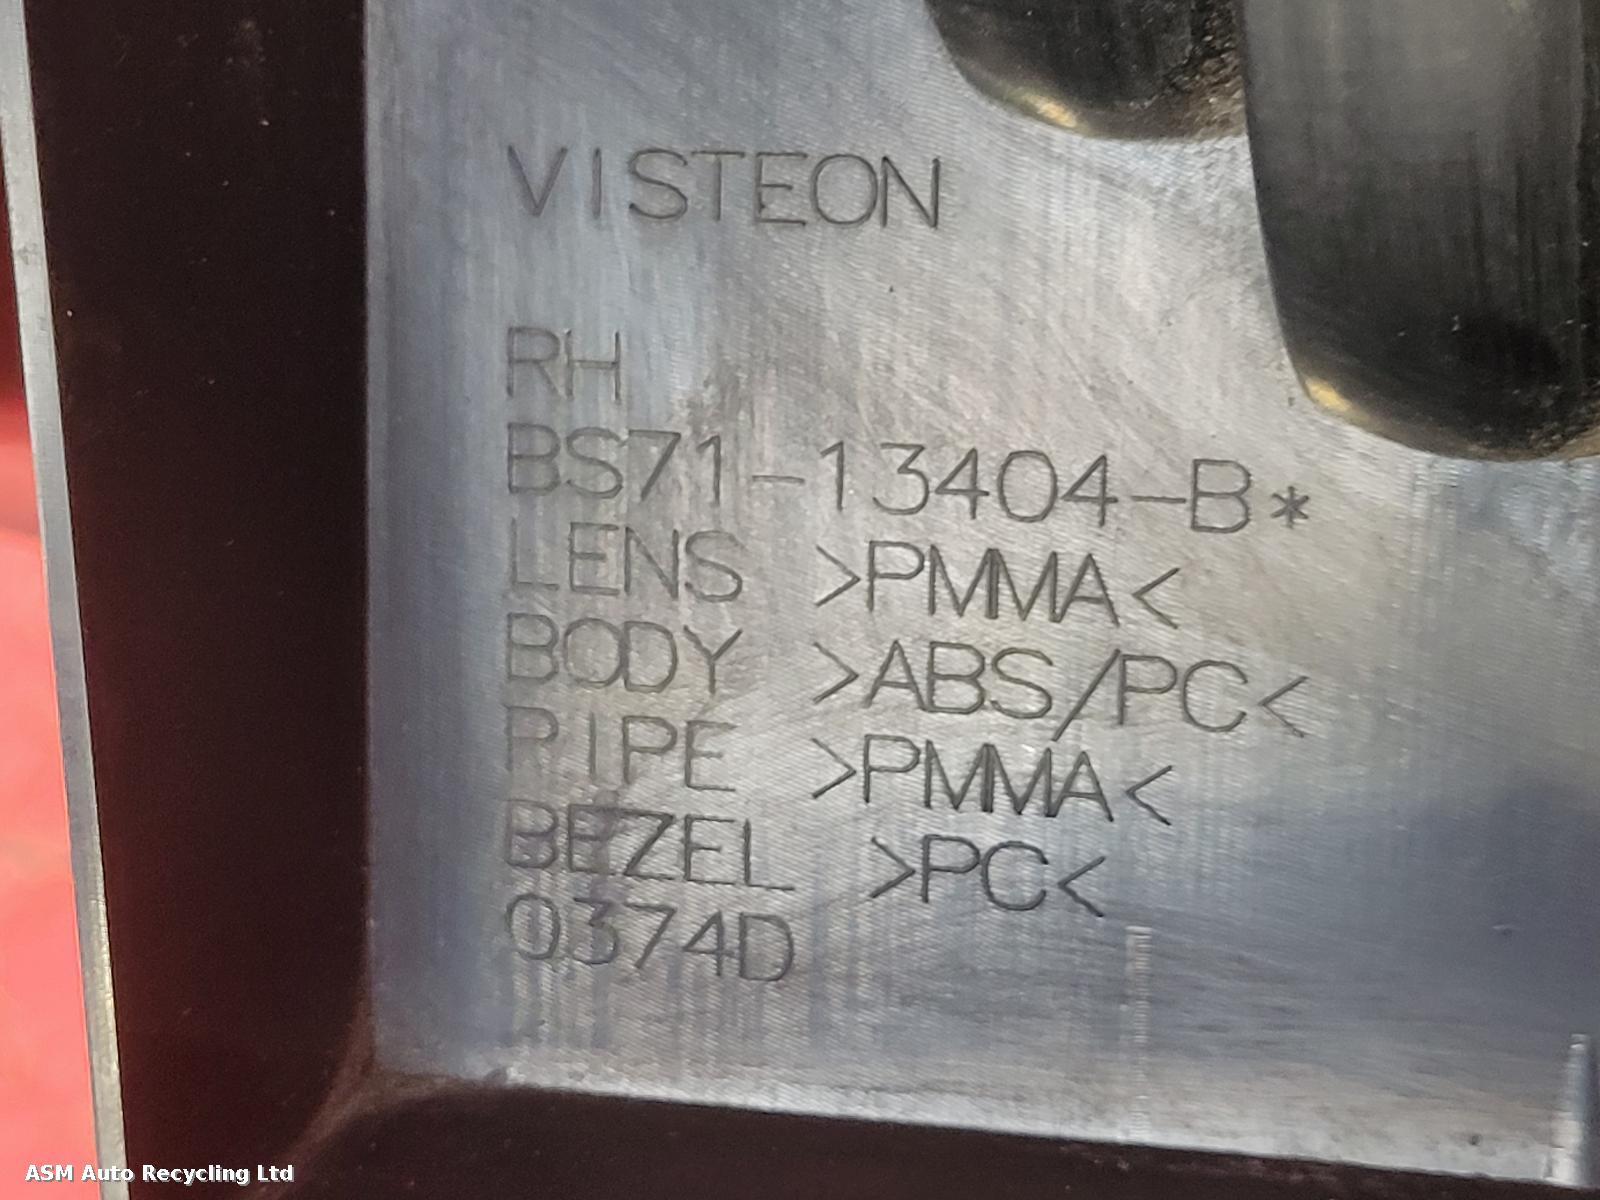 VISTEON
RH
BS71-13404-B*
LENS >PMMA<
BODY >ABS/PC<
PIPE >PMMA<
BEZEL >PC<
0374D
ASM Auto Recycling Ltd